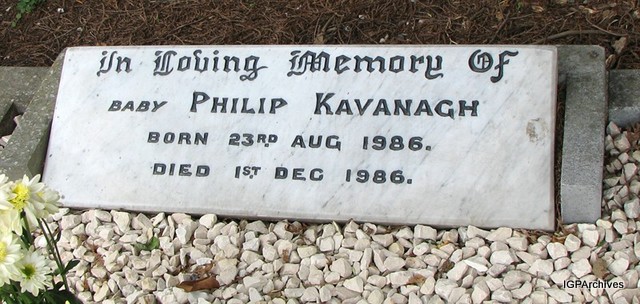 In Loving Memory Of
BABY PHILIP KAVANAGH
BORN 23RD AUG 1986.
DIED 1ST DEC 1986.
IGPArchives